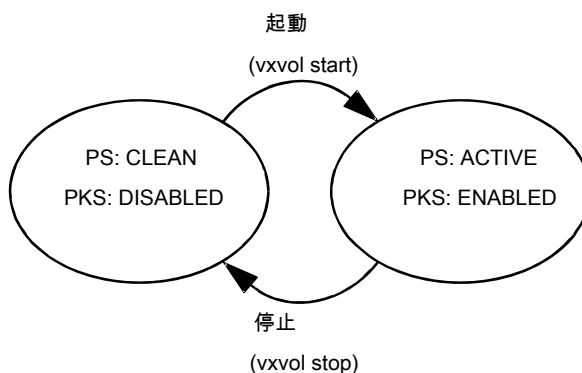 起動
(vxvol start)
PS: CLEAN
PKS: DISABLED
PS: ACTIVE
PKS: ENABLED
停止
(vxvol stop)